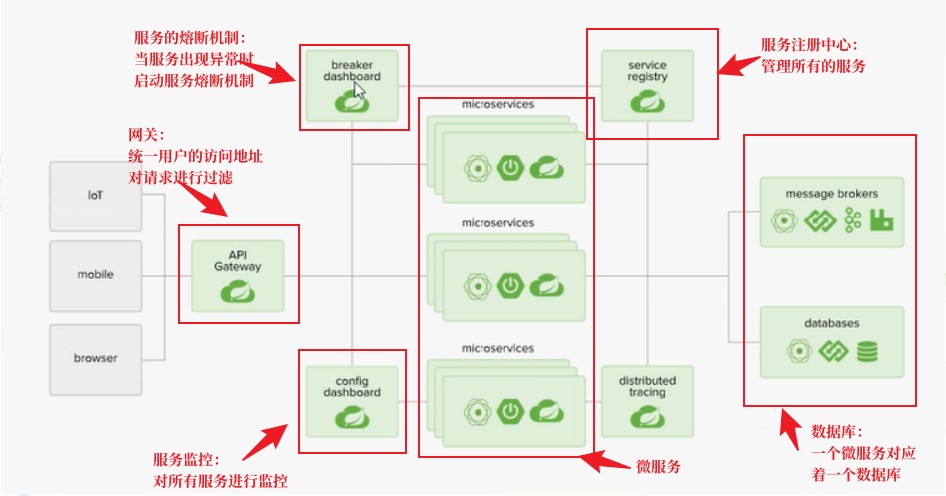 服务的熔断机制：
当服务出现异常时
启动服务熔断机制
breaker
dashboard
service
registry
服务注册中心：
管理所有的服务
microservices
网关：
统一用户的访问地址
对请求进行过滤
IoT
mobile
browser
API
Gateway
microservices
message brokers
databases
microservices
config
dashboard
distributed
tracing
服务监控：
对所有服务进行监控
微服务
数据库：
一个微服务对应
着一个数据库